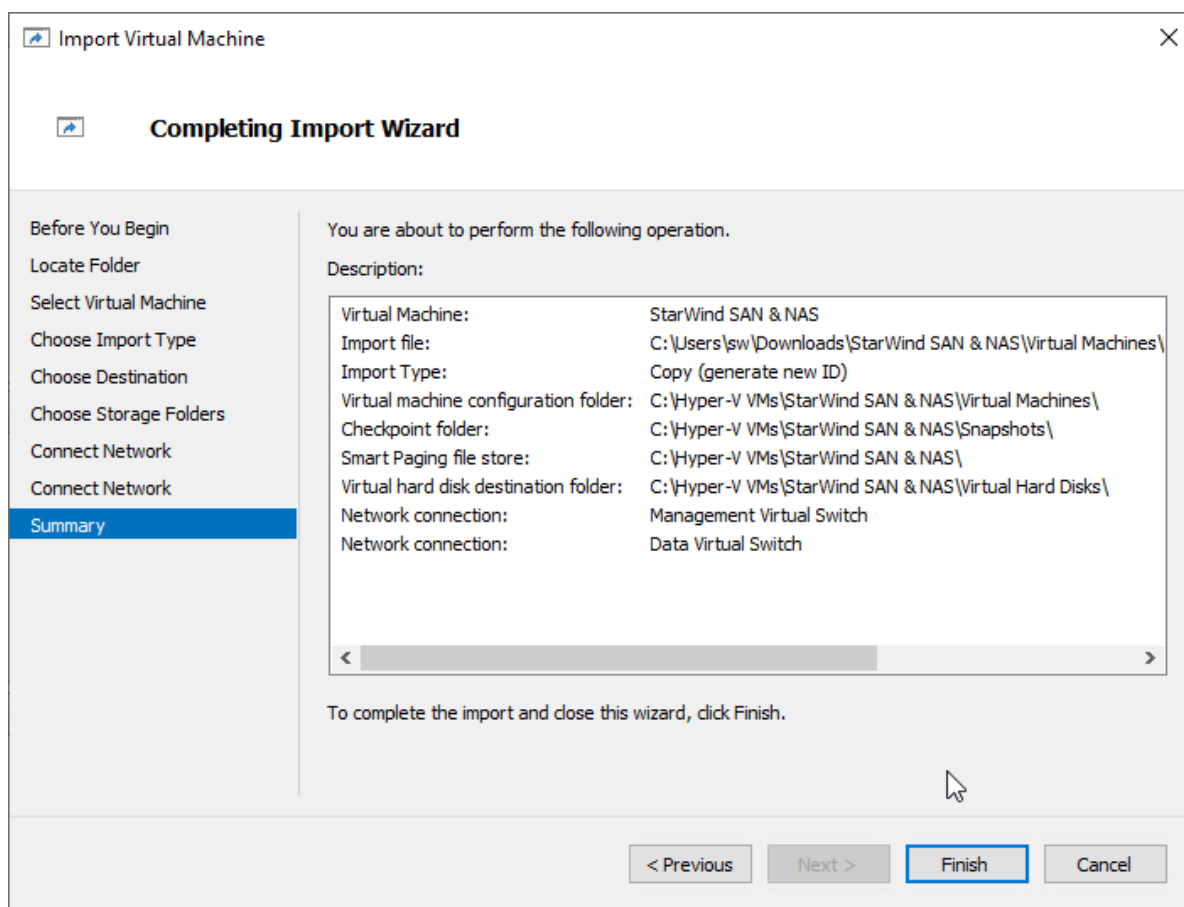 Import Virtual Machine
Completing Import Wizard
Before You Begin
Locate Folder
Select Virtual Machine
Choose Import Type
Choose Destination
Choose Storage Folders
Connect Network
Connect Network
Summary
You are about to perform the following operation.
Description:
Virtual Machine: StarWind SAN & NAS
Import file: C:\Users\sw\Downloads\StarWind SAN & NAS\Virtual Machines\
Import Type: Copy (generate new ID)
Virtual machine configuration folder: C:\Hyper-V VMs\StarWind SAN & NAS\Virtual Machines\
Checkpoint folder: C:\Hyper-V VMs\StarWind SAN & NAS\Snapshots\
Smart Paging file store: C:\Hyper-V VMs\StarWind SAN & NAS\
Virtual hard disk destination folder: C:\Hyper-V VMs\StarWind SAN & NAS\Virtual Hard Disks\
Network connection: Management Virtual Switch
Network connection: Data Virtual Switch
To complete the import and close this wizard, click Finish.
< Previous Next > Finish Cancel